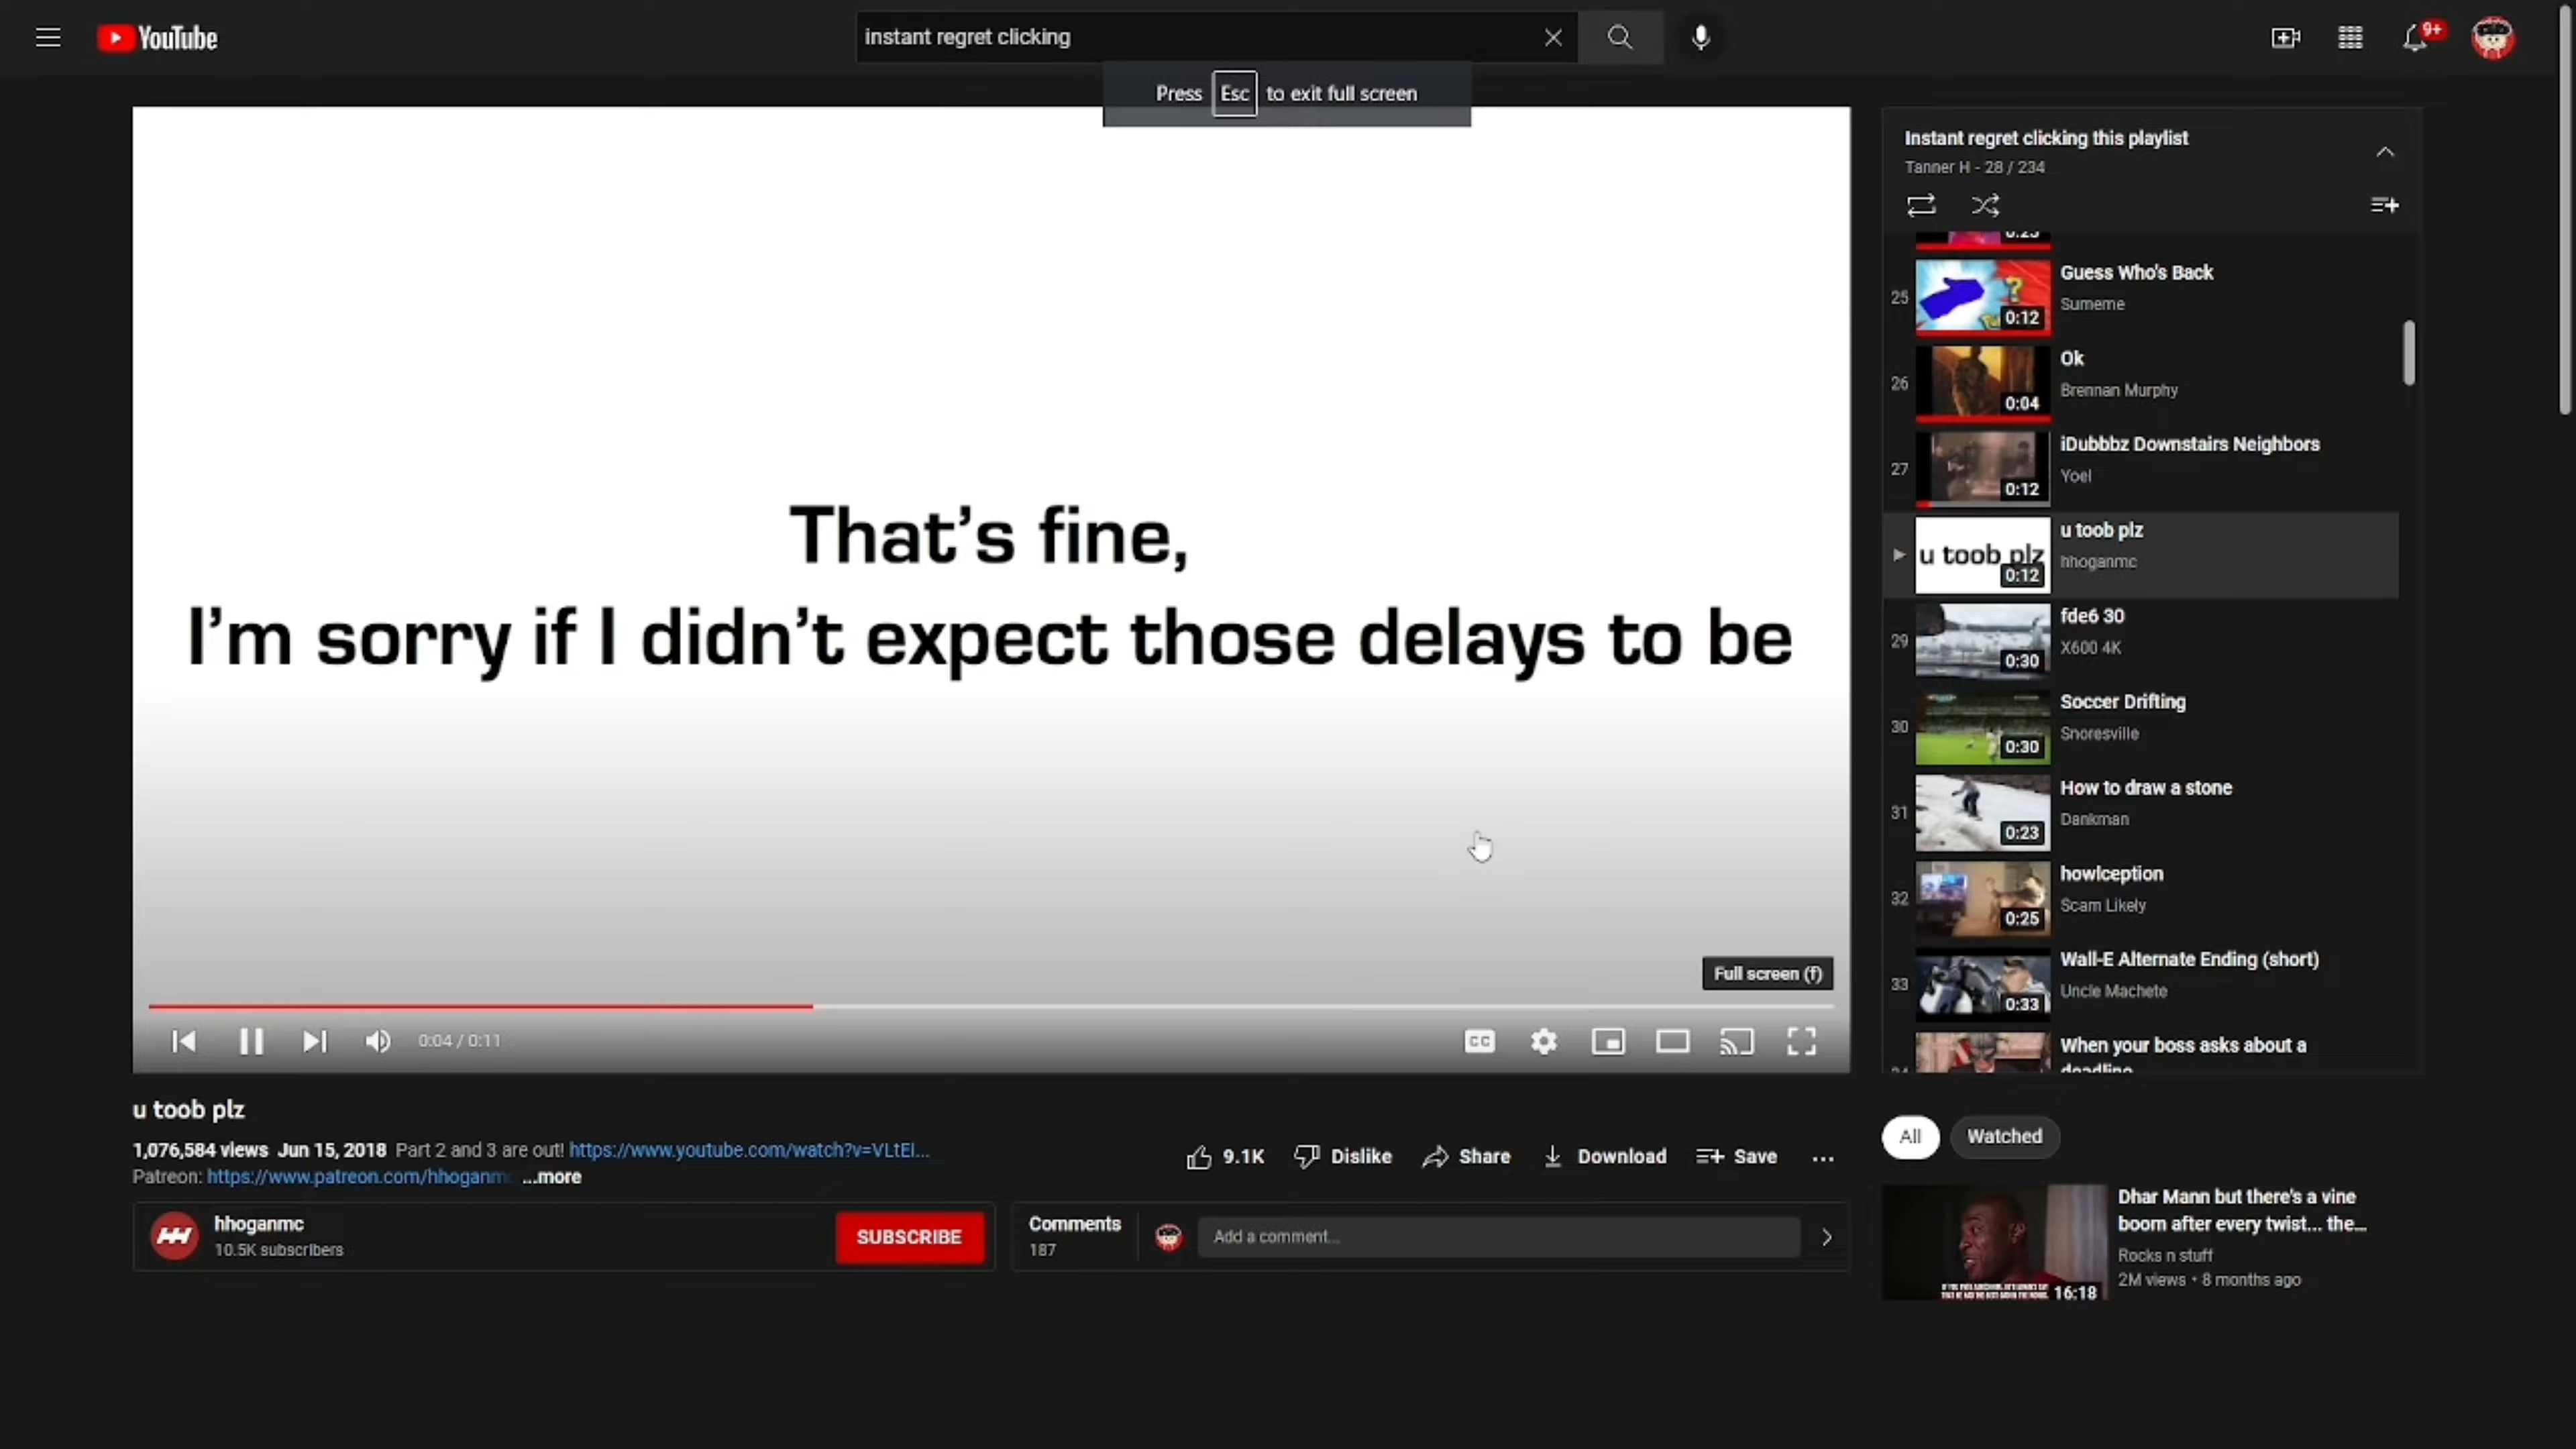 YouTube
instant regret clicking
9+
Press Esc to exit full screen
That's fine,
I'm sorry if I didn't expect those delays to be
Full screen (f)
0:04 / 0:11
CC
u toob plz
1,076,584 views Jun 15, 2018 Part 2 and 3 are out! https://www.youtube.com/watch?v=VLtEl...
Patreon: https://www.patreon.com/hhoganm ...more
9.1K Dislike Share Download Save
hhoganmc
10.5K subscribers
SUBSCRIBE
Comments
187
Add a comment...
Instant regret clicking this playlist
Tanner H - 28 / 234
0:23
25
0:12
Guess Who's Back
Sumeme
26
0:04
Ok
Brennan Murphy
27
0:12
iDubbbz Downstairs Neighbors
Yoel
u toob plz
0:12
u toob plz
hhoganmc
29
0:30
fde6 30
X600 4K
30
0:30
Soccer Drifting
Snoresville
31
0:23
How to draw a stone
Dankman
32
0:25
howlception
Scam Likely
33
0:33
Wall-E Alternate Ending (short)
Uncle Machete
34
When your boss asks about a
deadline
All Watched
16:18
Dhar Mann but there's a vine
boom after every twist... the...
Rocks n stuff
2M views • 8 months ago